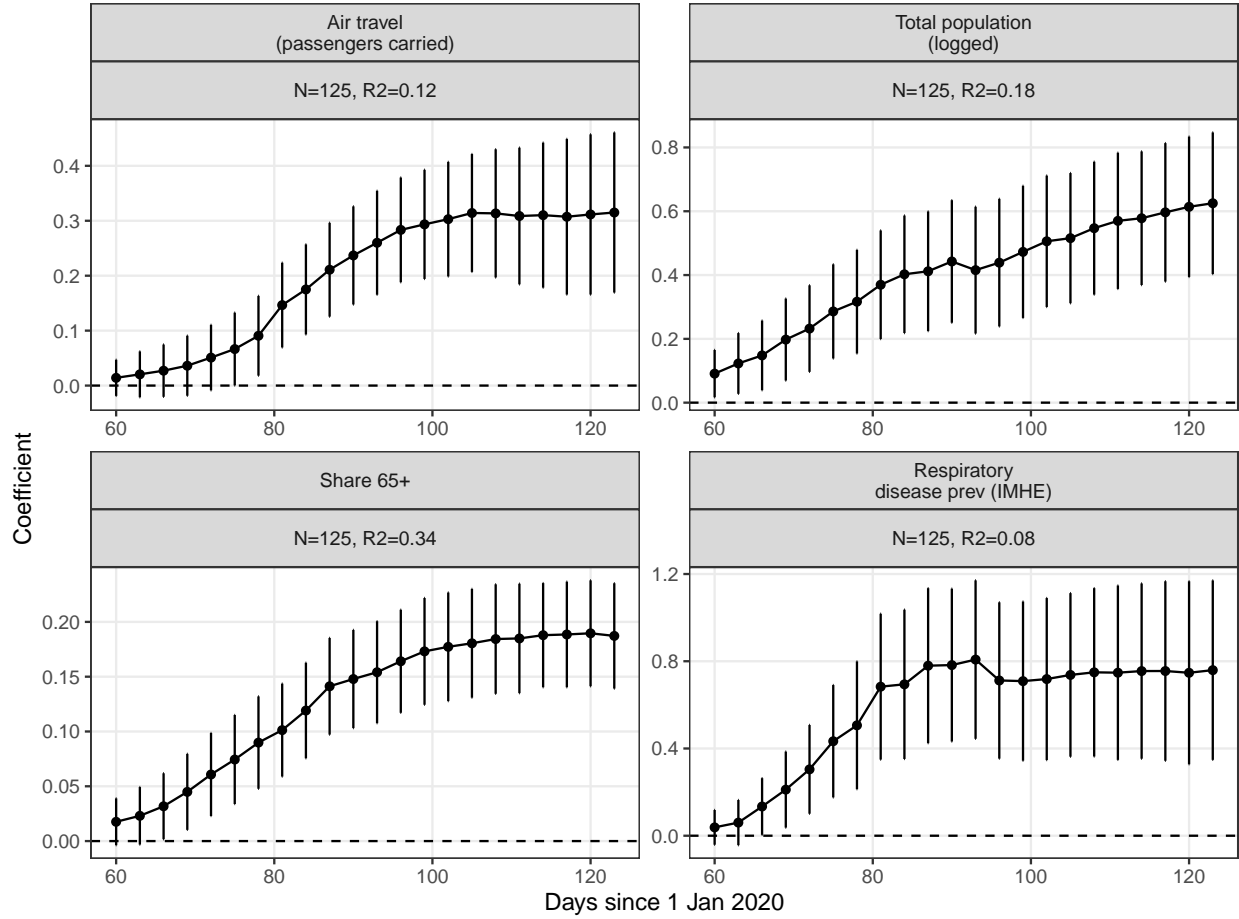 Air travel
(passengers carried)
N=125, R2=0.12
0.4
0.3
0.2
0.1
0.0
60 80 100 120
Total population
(logged)
N=125, R2=0.18
0.8
0.6
0.4
0.2
0.0
60 80 100 120
Share 65+
N=125, R2=0.34
0.20
0.15
0.10
0.05
0.00
60 80 100 120
Respiratory
disease prev (IMHE)
N=125, R2=0.08
1.2
0.8
0.4
0.0
60 80 100 120
Coefficient
Days since 1 Jan 2020